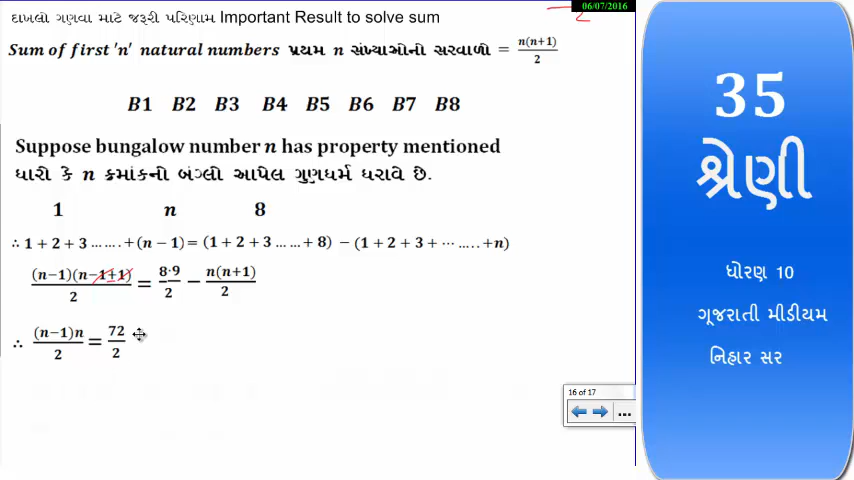 દાખલો ગણવા માટે જરૂરી પરિણામ Important Result to solve sum
06/07/2016
2
Sum of first 'n' natural numbers પ્રથમ n સંખ્યાઓનો સરવાળો = n(n+1)/2
B1 B2 B3 B4 B5 B6 B7 B8
Suppose bungalow number n has property mentioned
ધારો કે n ક્રમાંકનો બંગ્લો આપેલ ગુણધર્મ ધરાવે છે.
1 n 8
∴ 1 + 2 + 3 ...... . +(n − 1) = (1 + 2 + 3 ... ... + 8) − (1 + 2 + 3 + ⋯ ... .. +n)
(n−1)(n−1+1)/2 = 8·9/2 − n(n+1)/2
∴ (n−1)n/2 = 72/2
16 of 17
...
35
શ્રેણી
ધોરણ 10
ગુજરાતી મીડીયમ
નિહાર સર